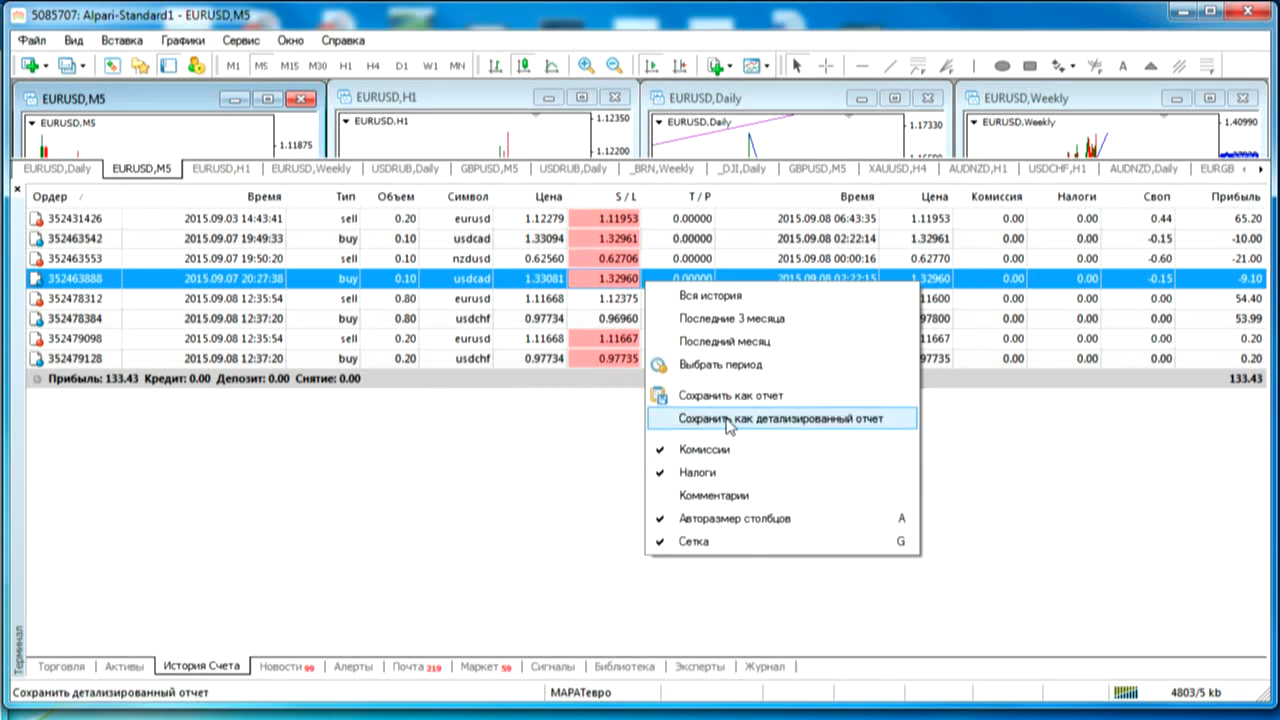 5085707: Alpari-Standard1 - EURUSD,M5
Файл Вид Вставка Графики Сервис Окно Справка
M1 M5 M15 M30 H1 H4 D1 W1 MN
EURUSD,M5 EURUSD,H1 EURUSD,Daily EURUSD,Weekly
EURUSD,M5 1.11875 EURUSD,H1 1.12350 1.12200 EURUSD,Daily 1.17330 EURUSD,Weekly 1.40990
EURUSD,Daily EURUSD,M5 EURUSD,H1 EURUSD,Weekly USDRUB,Daily GBPUSD,M5 USDRUB,Daily _BRN,Weekly _DJI,Daily GBPUSD,M5 XAUUSD,H4 AUDNZD,H1 USDCHF,H1 AUDNZD,Daily EURGB
Ордер / Время Тип Объем Символ Цена S / L T / P Время Цена Комиссия Налоги Своп Прибыль
352431426 2015.09.03 14:43:41 sell 0.20 eurusd 1.12279 1.11953 0.00000 2015.09.08 06:43:35 1.11953 0.00 0.00 0.44 65.20
352463542 2015.09.07 19:49:33 buy 0.10 usdcad 1.33094 1.32961 0.00000 2015.09.08 02:22:14 1.32961 0.00 0.00 -0.15 -10.00
352463553 2015.09.07 19:50:20 sell 0.10 nzdusd 0.62560 0.62706 0.00000 2015.09.08 00:00:16 0.62770 0.00 0.00 -0.60 -21.00
352463888 2015.09.07 20:27:38 buy 0.10 usdcad 1.33081 1.32960 0.00000 2015.09.08 02:22:15 1.32960 0.00 0.00 -0.15 -9.10
352478312 2015.09.08 12:35:54 sell 0.80 eurusd 1.11668 1.12375 11600 0.00 0.00 0.00 54.40
352478384 2015.09.08 12:37:20 buy 0.80 usdchf 0.97734 0.96960 97800 0.00 0.00 0.00 53.99
352479098 2015.09.08 12:35:54 sell 0.20 eurusd 1.11668 1.11667 11667 0.00 0.00 0.00 0.20
352479128 2015.09.08 12:37:20 buy 0.20 usdchf 0.97734 0.97735 97735 0.00 0.00 0.00 0.20
Прибыль: 133.43 Кредит: 0.00 Депозит: 0.00 Снятие: 0.00 133.43
Вся история
Последние 3 месяца
Последний месяц
Выбрать период
Сохранить как отчет
Сохранить как детализированный отчет
Комиссии
Налоги
Комментарии
Авторазмер столбцов A
Сетка G
Терминал
Торговля Активы История Счета Новости 99 Алерты Почта 219 Маркет 59 Сигналы Библиотека Эксперты Журнал
Сохранить детализированный отчет МАРАТевро 4803/5 kb